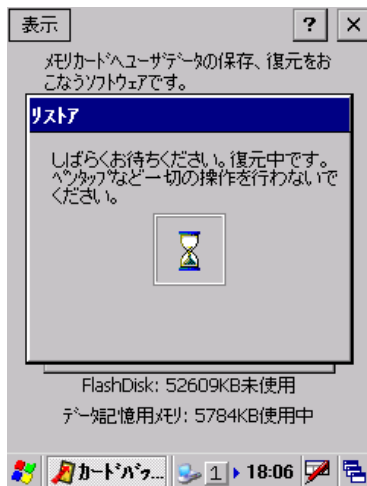 表示 ? ×
ﾒﾓﾘｶｰﾄﾞへﾕｰｻﾞﾃﾞｰﾀの保存、復元をお
こなうｿﾌﾄｳｪｱです。
ﾘｽﾄｱ
しばらくお待ちください。復元中です。
ﾍﾟﾝﾀｯﾌﾟなど一切の操作を行わないで
ください。
FlashDisk: 52609KB未使用
ﾃﾞｰﾀ記憶用ﾒﾓﾘ: 5784KB使用中
ｶｰﾄﾞﾊﾞｯ... 1 18:06